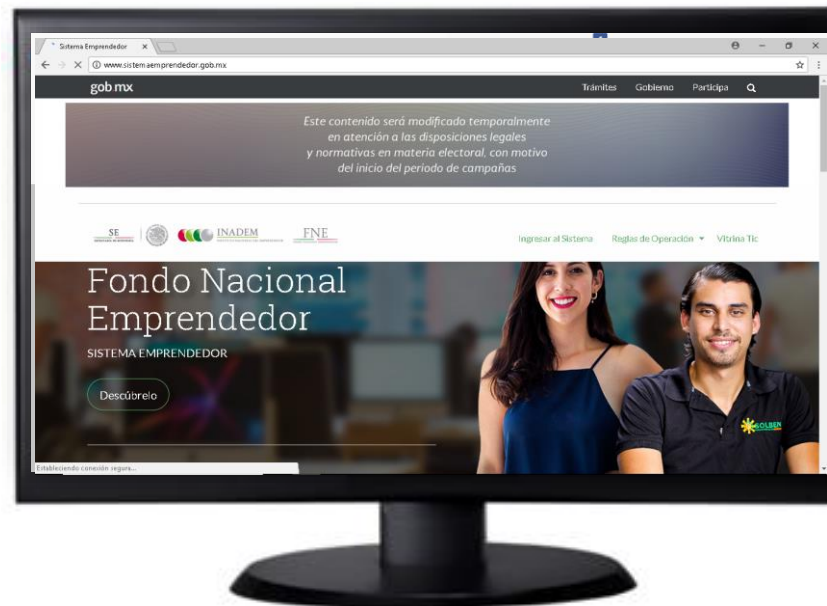 Sistema Emprendedor
www.sistemaemprendedor.gob.mx
gob.mx
Trámites Gobierno Participa
Este contenido será modificado temporalmente
en atención a las disposiciones legales
y normativas en materia electoral, con motivo
del inicio del periodo de campañas
SE INADEM FNE
Ingresar al Sistema Reglas de Operación Vitrina Tic
Fondo Nacional
Emprendedor
SISTEMA EMPRENDEDOR
Descúbrelo
SOLBEN
Estableciendo conexión segura...